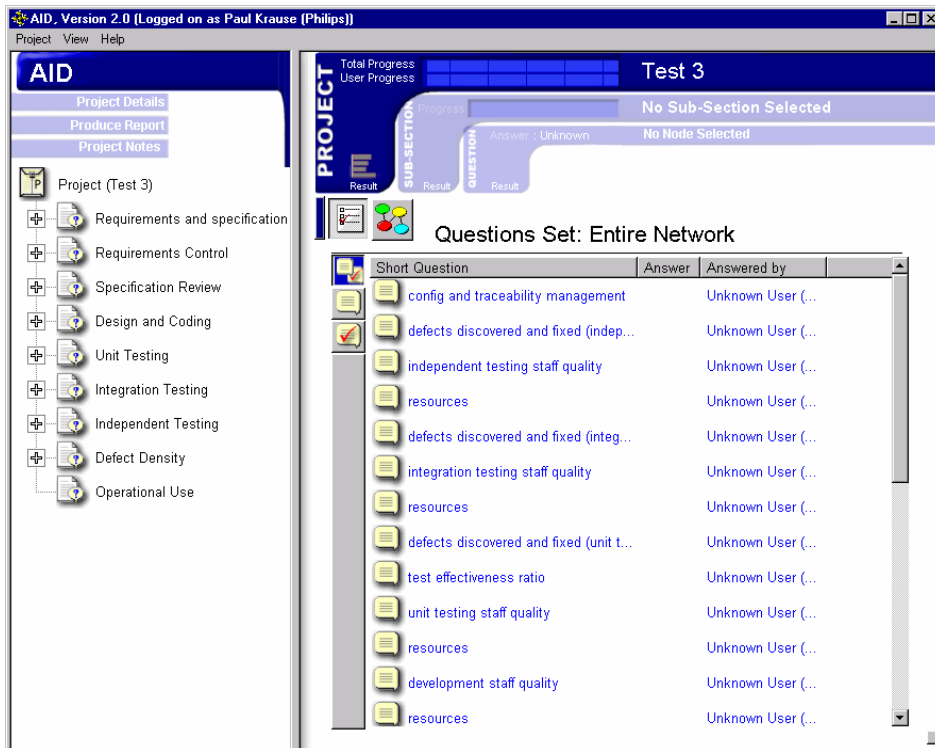 AID, Version 2.0 (Logged on as Paul Krause (Philips))
Project View Help
AID
Project Details
Produce Report
Project Notes
Project (Test 3)
Requirements and specification
Requirements Control
Specification Review
Design and Coding
Unit Testing
Integration Testing
Independent Testing
Defect Density
Operational Use
PROJECT
Total Progress
User Progress
Test 3
Result
SUB-SECTION
Progress
No Sub-Section Selected
Result
QUESTION
Answer : Unknown
No Node Selected
Result
Questions Set: Entire Network
Short Question Answer Answered by
config and traceability management Unknown User (...
defects discovered and fixed (indep... Unknown User (...
independent testing staff quality Unknown User (...
resources Unknown User (...
defects discovered and fixed (integ... Unknown User (...
integration testing staff quality Unknown User (...
resources Unknown User (...
defects discovered and fixed (unit t... Unknown User (...
test effectiveness ratio Unknown User (...
unit testing staff quality Unknown User (...
resources Unknown User (...
development staff quality Unknown User (...
resources Unknown User (...